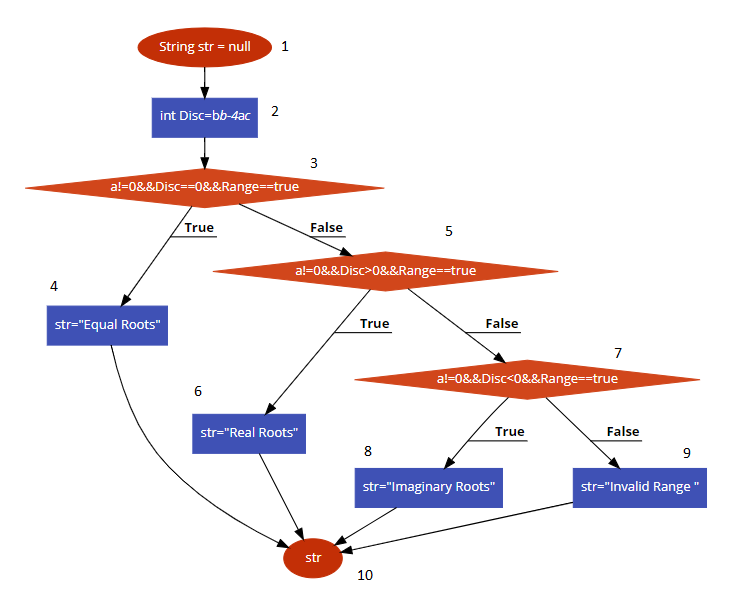 String str = null
1
int Disc=bb-4ac
2
3
a!=0&&Disc==0&&Range==true
True
False
5
a!=0&&Disc>0&&Range==true
4
str="Equal Roots"
True
False
7
a!=0&&Disc<0&&Range==true
6
str="Real Roots"
True
False
8
9
str="Imaginary Roots"
str="Invalid Range "
str
10